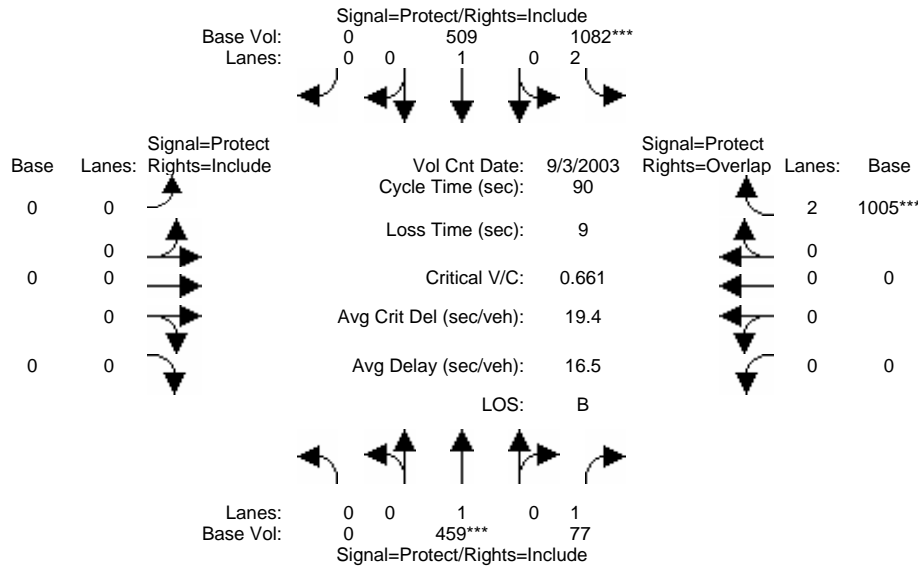 Signal=Protect/Rights=Include
Base Vol: 0 509 1082***
Lanes: 0 0 1 0 2
Signal=Protect Signal=Protect
Base Lanes: Rights=Include Vol Cnt Date: 9/3/2003 Rights=Overlap Lanes: Base
Cycle Time (sec): 90
0 0 2 1005***
Loss Time (sec): 9
0 0
0 0 Critical V/C: 0.661 0 0
0 Avg Crit Del (sec/veh): 19.4 0
0 0 Avg Delay (sec/veh): 16.5 0 0
LOS: B
Lanes: 0 0 1 0 1
Base Vol: 0 459*** 77
Signal=Protect/Rights=Include